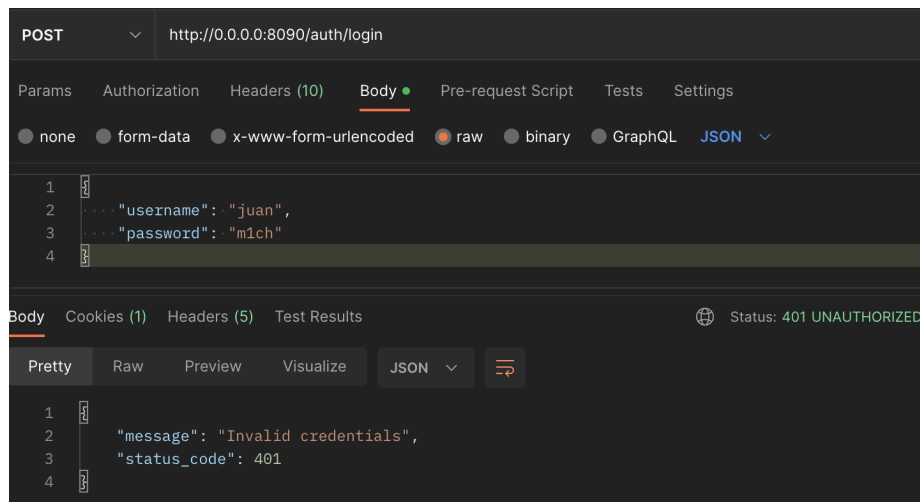 POST http://0.0.0.0:8090/auth/login
Params Authorization Headers (10) Body Pre-request Script Tests Settings
none form-data x-www-form-urlencoded raw binary GraphQL JSON
1 {
2 "username": "juan",
3 "password": "m1ch"
4 }
Body Cookies (1) Headers (5) Test Results Status: 401 UNAUTHORIZED
Pretty Raw Preview Visualize JSON
1 {
2 "message": "Invalid credentials",
3 "status_code": 401
4 }